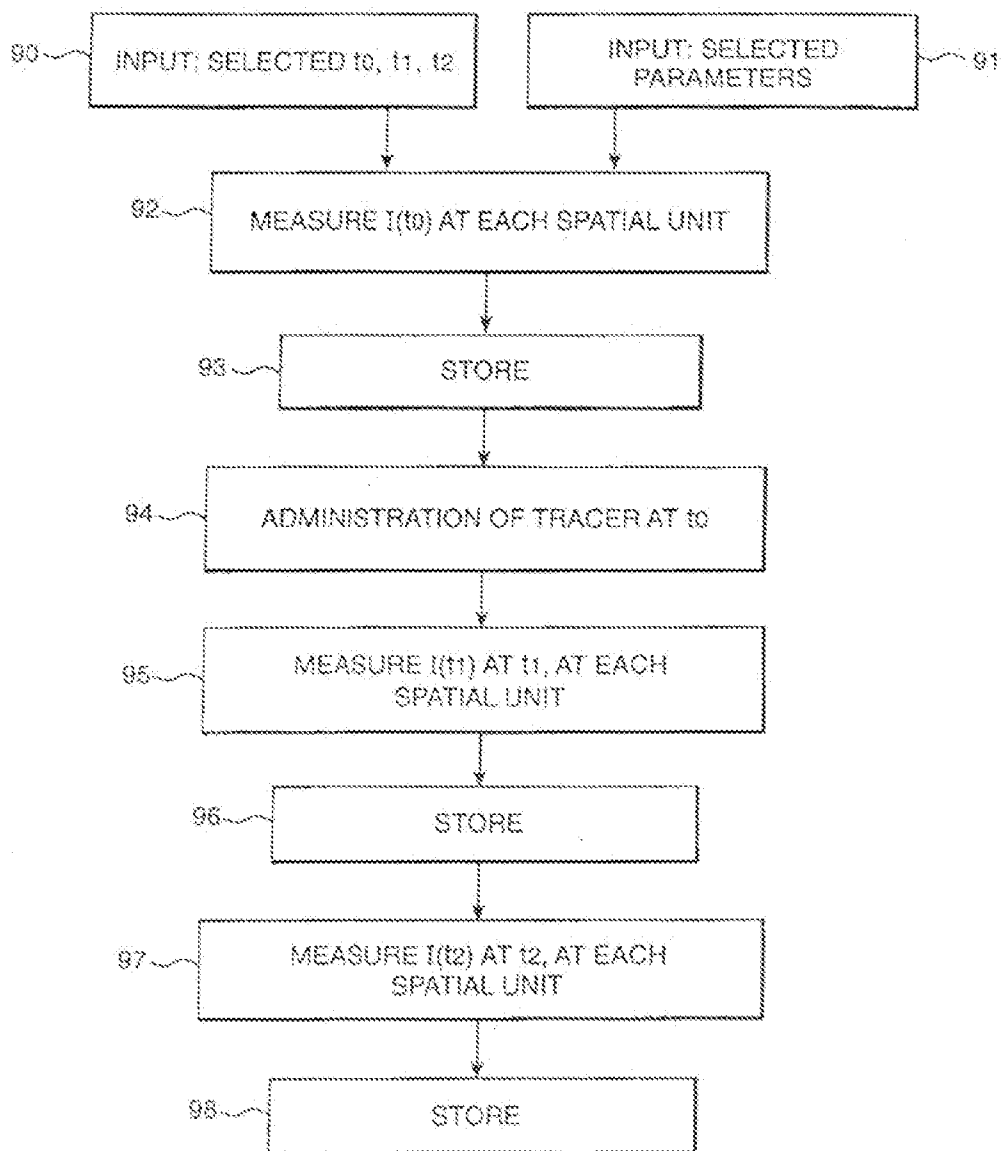 90
INPUT: SELECTED t0, t1, t2
INPUT: SELECTED
PARAMETERS
91
92
MEASURE I(t0) AT EACH SPATIAL UNIT
93
STORE
94
ADMINISTRATION OF TRACER AT t0
95
MEASURE I(t1) AT t1, AT EACH
SPATIAL UNIT
96
STORE
97
MEASURE I(t2) AT t2, AT EACH
SPATIAL UNIT
98
STORE